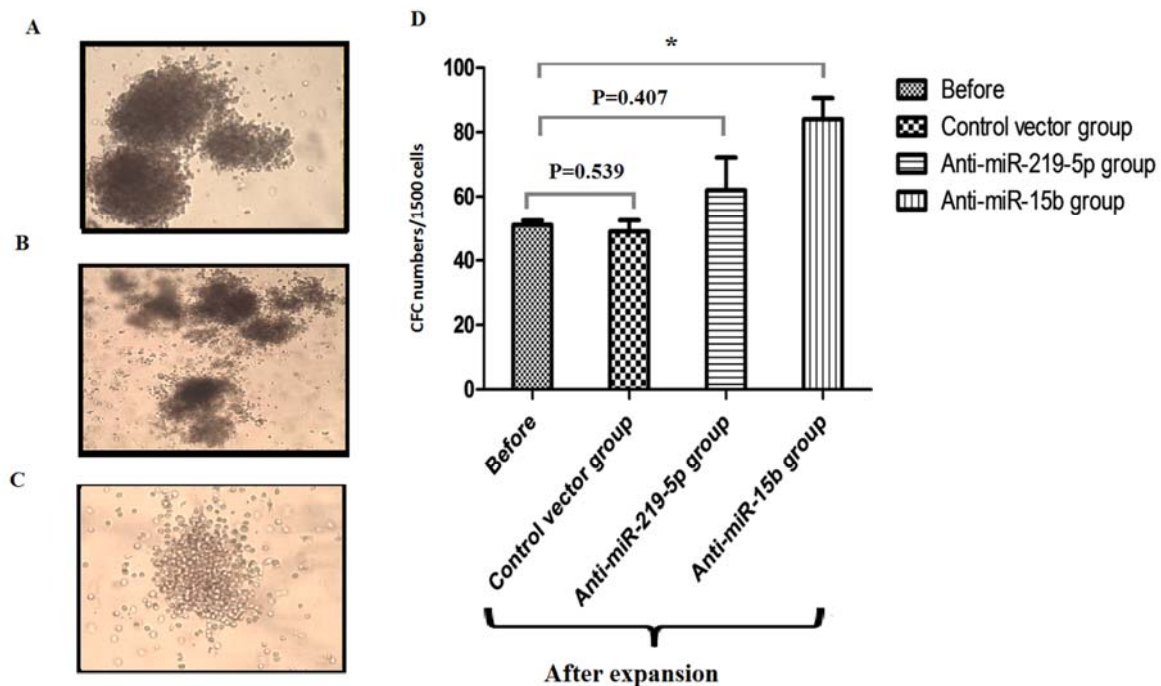 A
B
C
D
*
P=0.407
P=0.539
CFC numbers/1500 cells
100
80
60
40
20
0
Before
Control vector group
Anti-miR-219-5p group
Anti-miR-15b group
Before
Control vector group
Anti-miR-219-5p group
Anti-miR-15b group
After expansion